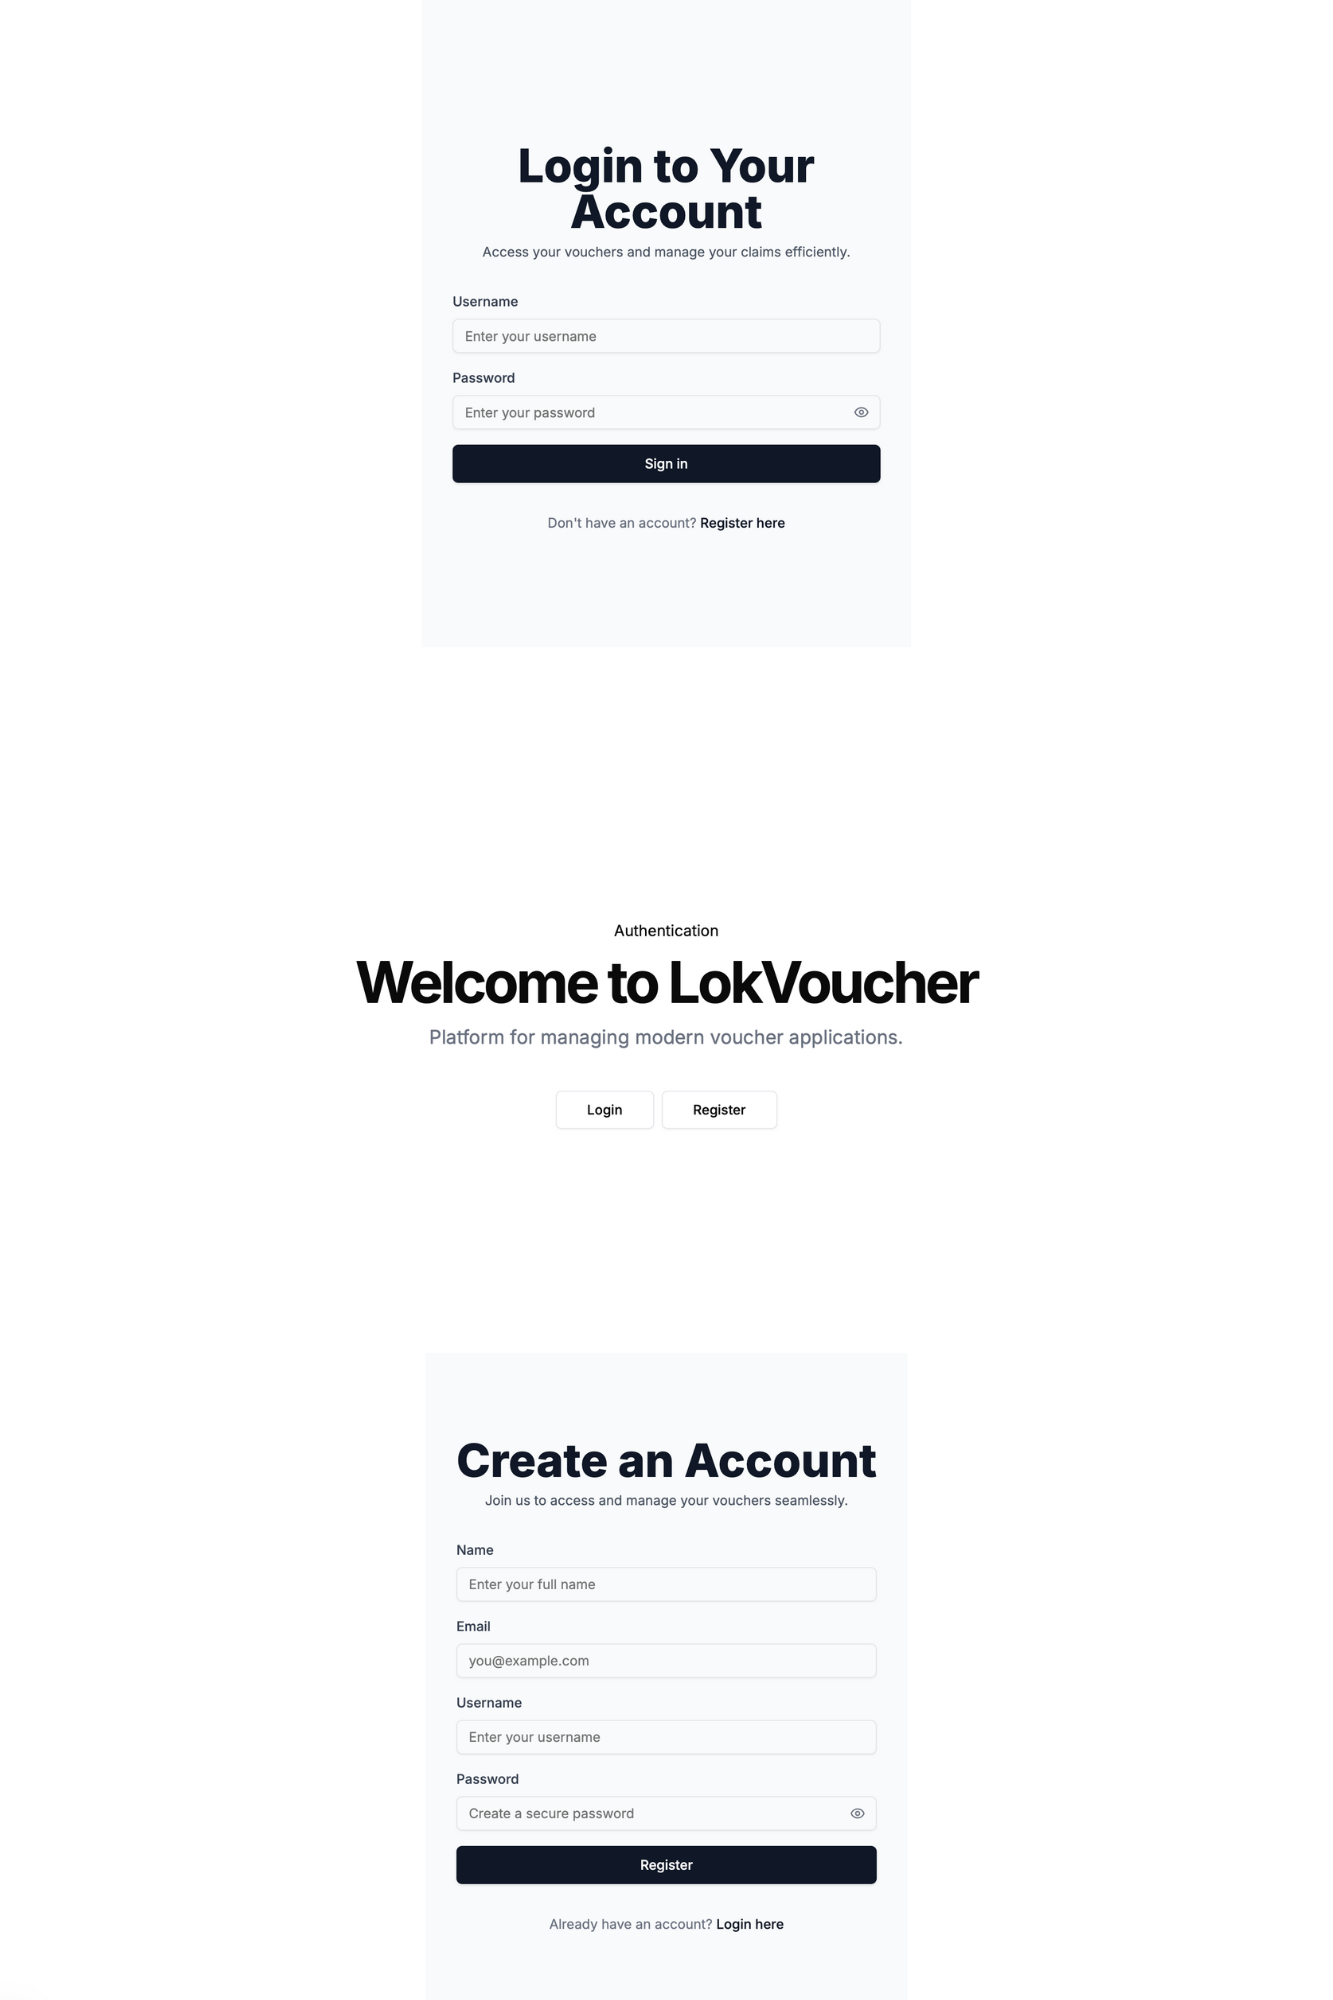 Login to Your
Account
Access your vouchers and manage your claims efficiently.
Username
Enter your username
Password
Enter your password
Sign in
Don't have an account? Register here
Authentication
Welcome to LokVoucher
Platform for managing modern voucher applications.
Login
Register
Create an Account
Join us to access and manage your vouchers seamlessly.
Name
Enter your full name
Email
you@example.com
Username
Enter your username
Password
Create a secure password
Register
Already have an account? Login here